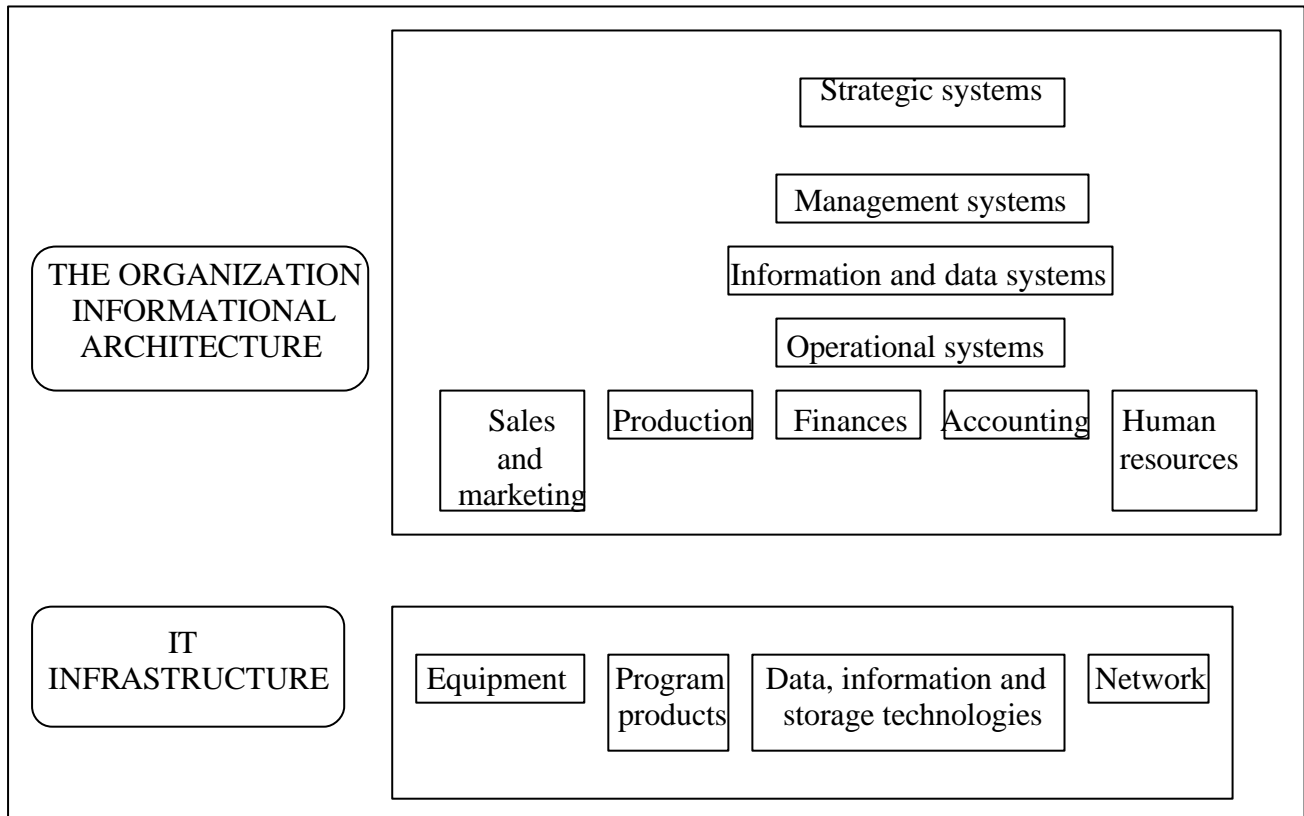 Strategic systems
Management systems
THE ORGANIZATION
INFORMATIONAL
ARCHITECTURE
Information and data systems
Operational systems
Sales
and
marketing
Production
Finances
Accounting
Human
resources
IT
INFRASTRUCTURE
Equipment
Program
products
Data, information and
storage technologies
Network